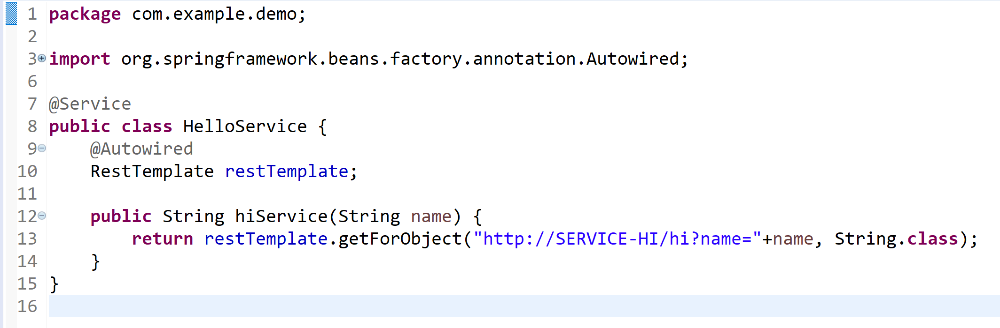 1 package com.example.demo;
2
3 import org.springframework.beans.factory.annotation.Autowired;
6
7 @Service
8 public class HelloService {
9     @Autowired
10     RestTemplate restTemplate;
11
12     public String hiService(String name) {
13         return restTemplate.getForObject("http://SERVICE-HI/hi?name="+name, String.class);
14     }
15 }
16